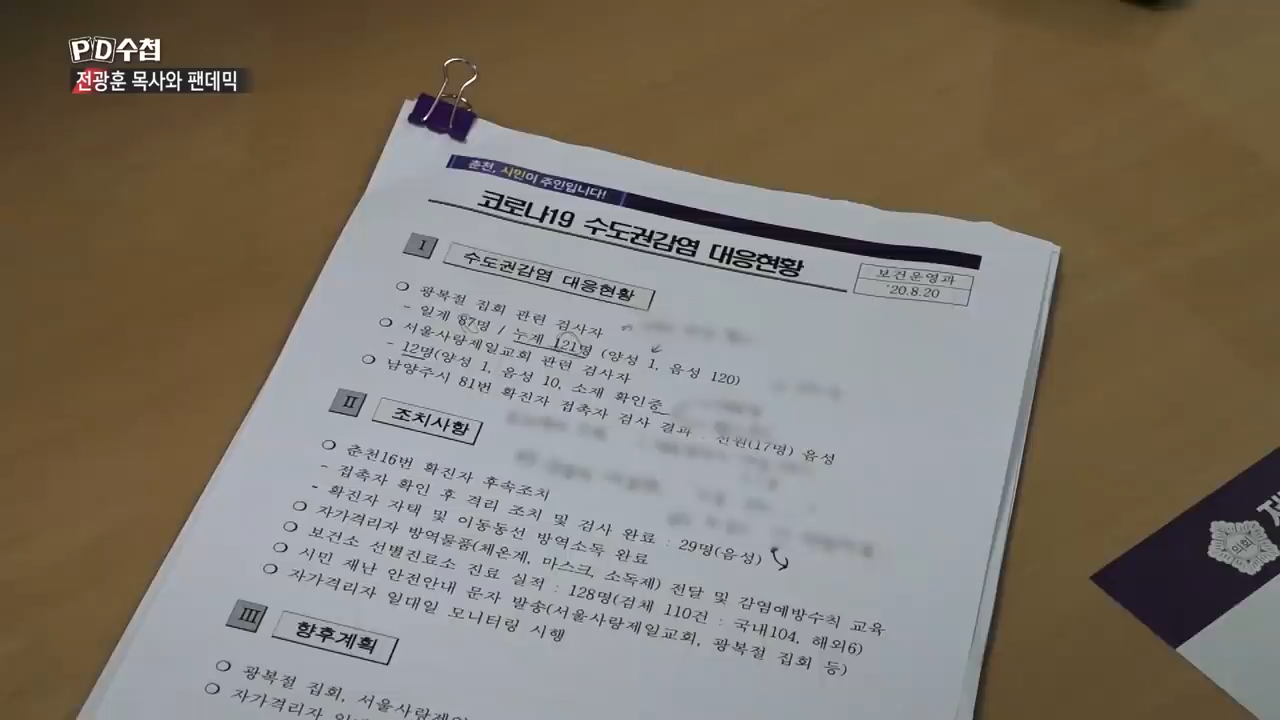 PD수첩
전광훈 목사와 팬데믹
춘천, 시민이 주인입니다!
코로나19 수도권감염 대응현황
보건운영과
'20.8.20
Ⅰ 수도권감염 대응현황
❍ 광복절 집회 관련 검사자
- 일계 87명 / 누계 121명 (양성 1, 음성 120)
❍ 서울사랑제일교회 관련 검사자
- 12명(양성 1, 음성 10, 소재 확인중
❍ 남양주시 81번 확진자 접촉자 검사 결과 : 전원(17명) 음성
Ⅱ 조치사항
❍ 춘천16번 확진자 후속조치
- 접촉자 확인 후 격리 조치 및 검사 완료 : 29명(음성)
- 확진자 자택 및 이동동선 방역소독 완료
❍ 자가격리자 방역물품(체온계, 마스크, 소독제) 전달 및 감염예방수칙 교육
❍ 보건소 선별진료소 진료 실적 : 128명(검체 110건 : 국내104, 해외6)
❍ 시민 재난 안전안내 문자 발송(서울사랑제일교회, 광복절 집회 등)
❍ 자가격리자 일대일 모니터링 시행
Ⅲ 향후계획
❍ 광복절 집회, 서울사랑제일
❍ 자가격리자
의회